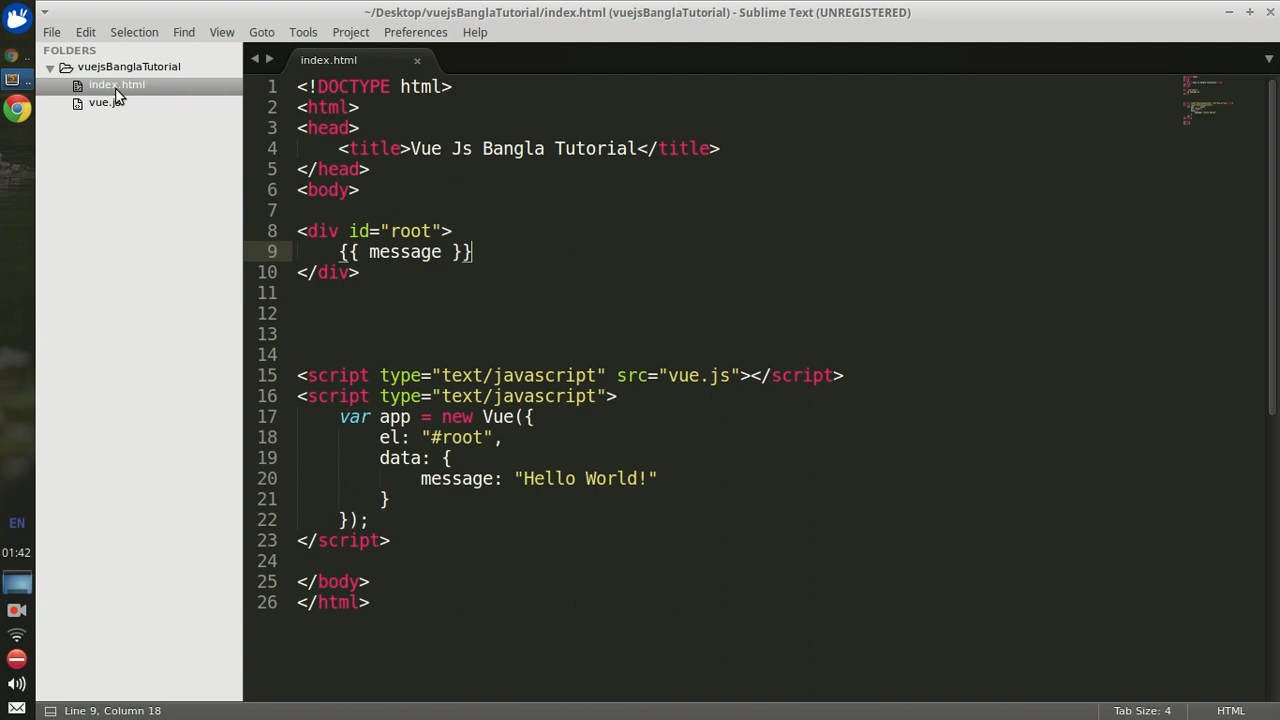 ~/Desktop/vuejsBanglaTutorial/index.html (vuejsBanglaTutorial) - Sublime Text (UNREGISTERED)
File Edit Selection Find View Goto Tools Project Preferences Help
FOLDERS
vuejsBanglaTutorial
index.html
vue.js
index.html
1 <!DOCTYPE html>
2 <html>
3 <head>
4 <title>Vue Js Bangla Tutorial</title>
5 </head>
6 <body>
7
8 <div id="root">
9 {{ message }}
10 </div>
11
12
13
14
15 <script type="text/javascript" src="vue.js"></script>
16 <script type="text/javascript">
17 var app = new Vue({
18 el: "#root",
19 data: {
20 message: "Hello World!"
21 }
22 });
23 </script>
24
25 </body>
26 </html>
EN
01:42
Line 9, Column 18 Tab Size: 4 HTML